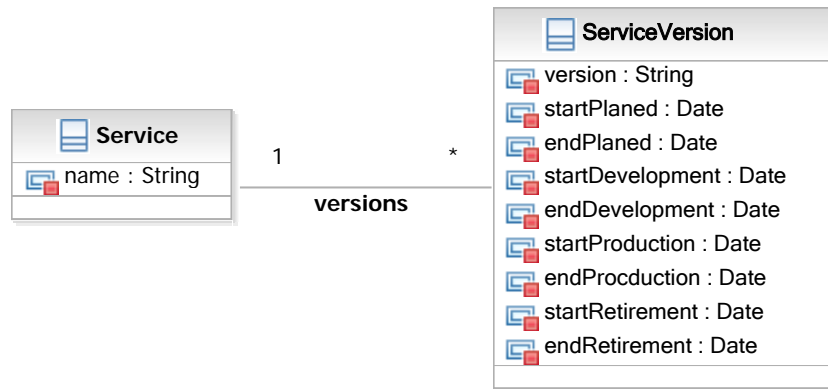 Service
name : String
1
*
versions
ServiceVersion
version : String
startPlaned : Date
endPlaned : Date
startDevelopment : Date
endDevelopment : Date
startProduction : Date
endProcduction : Date
startRetirement : Date
endRetirement : Date